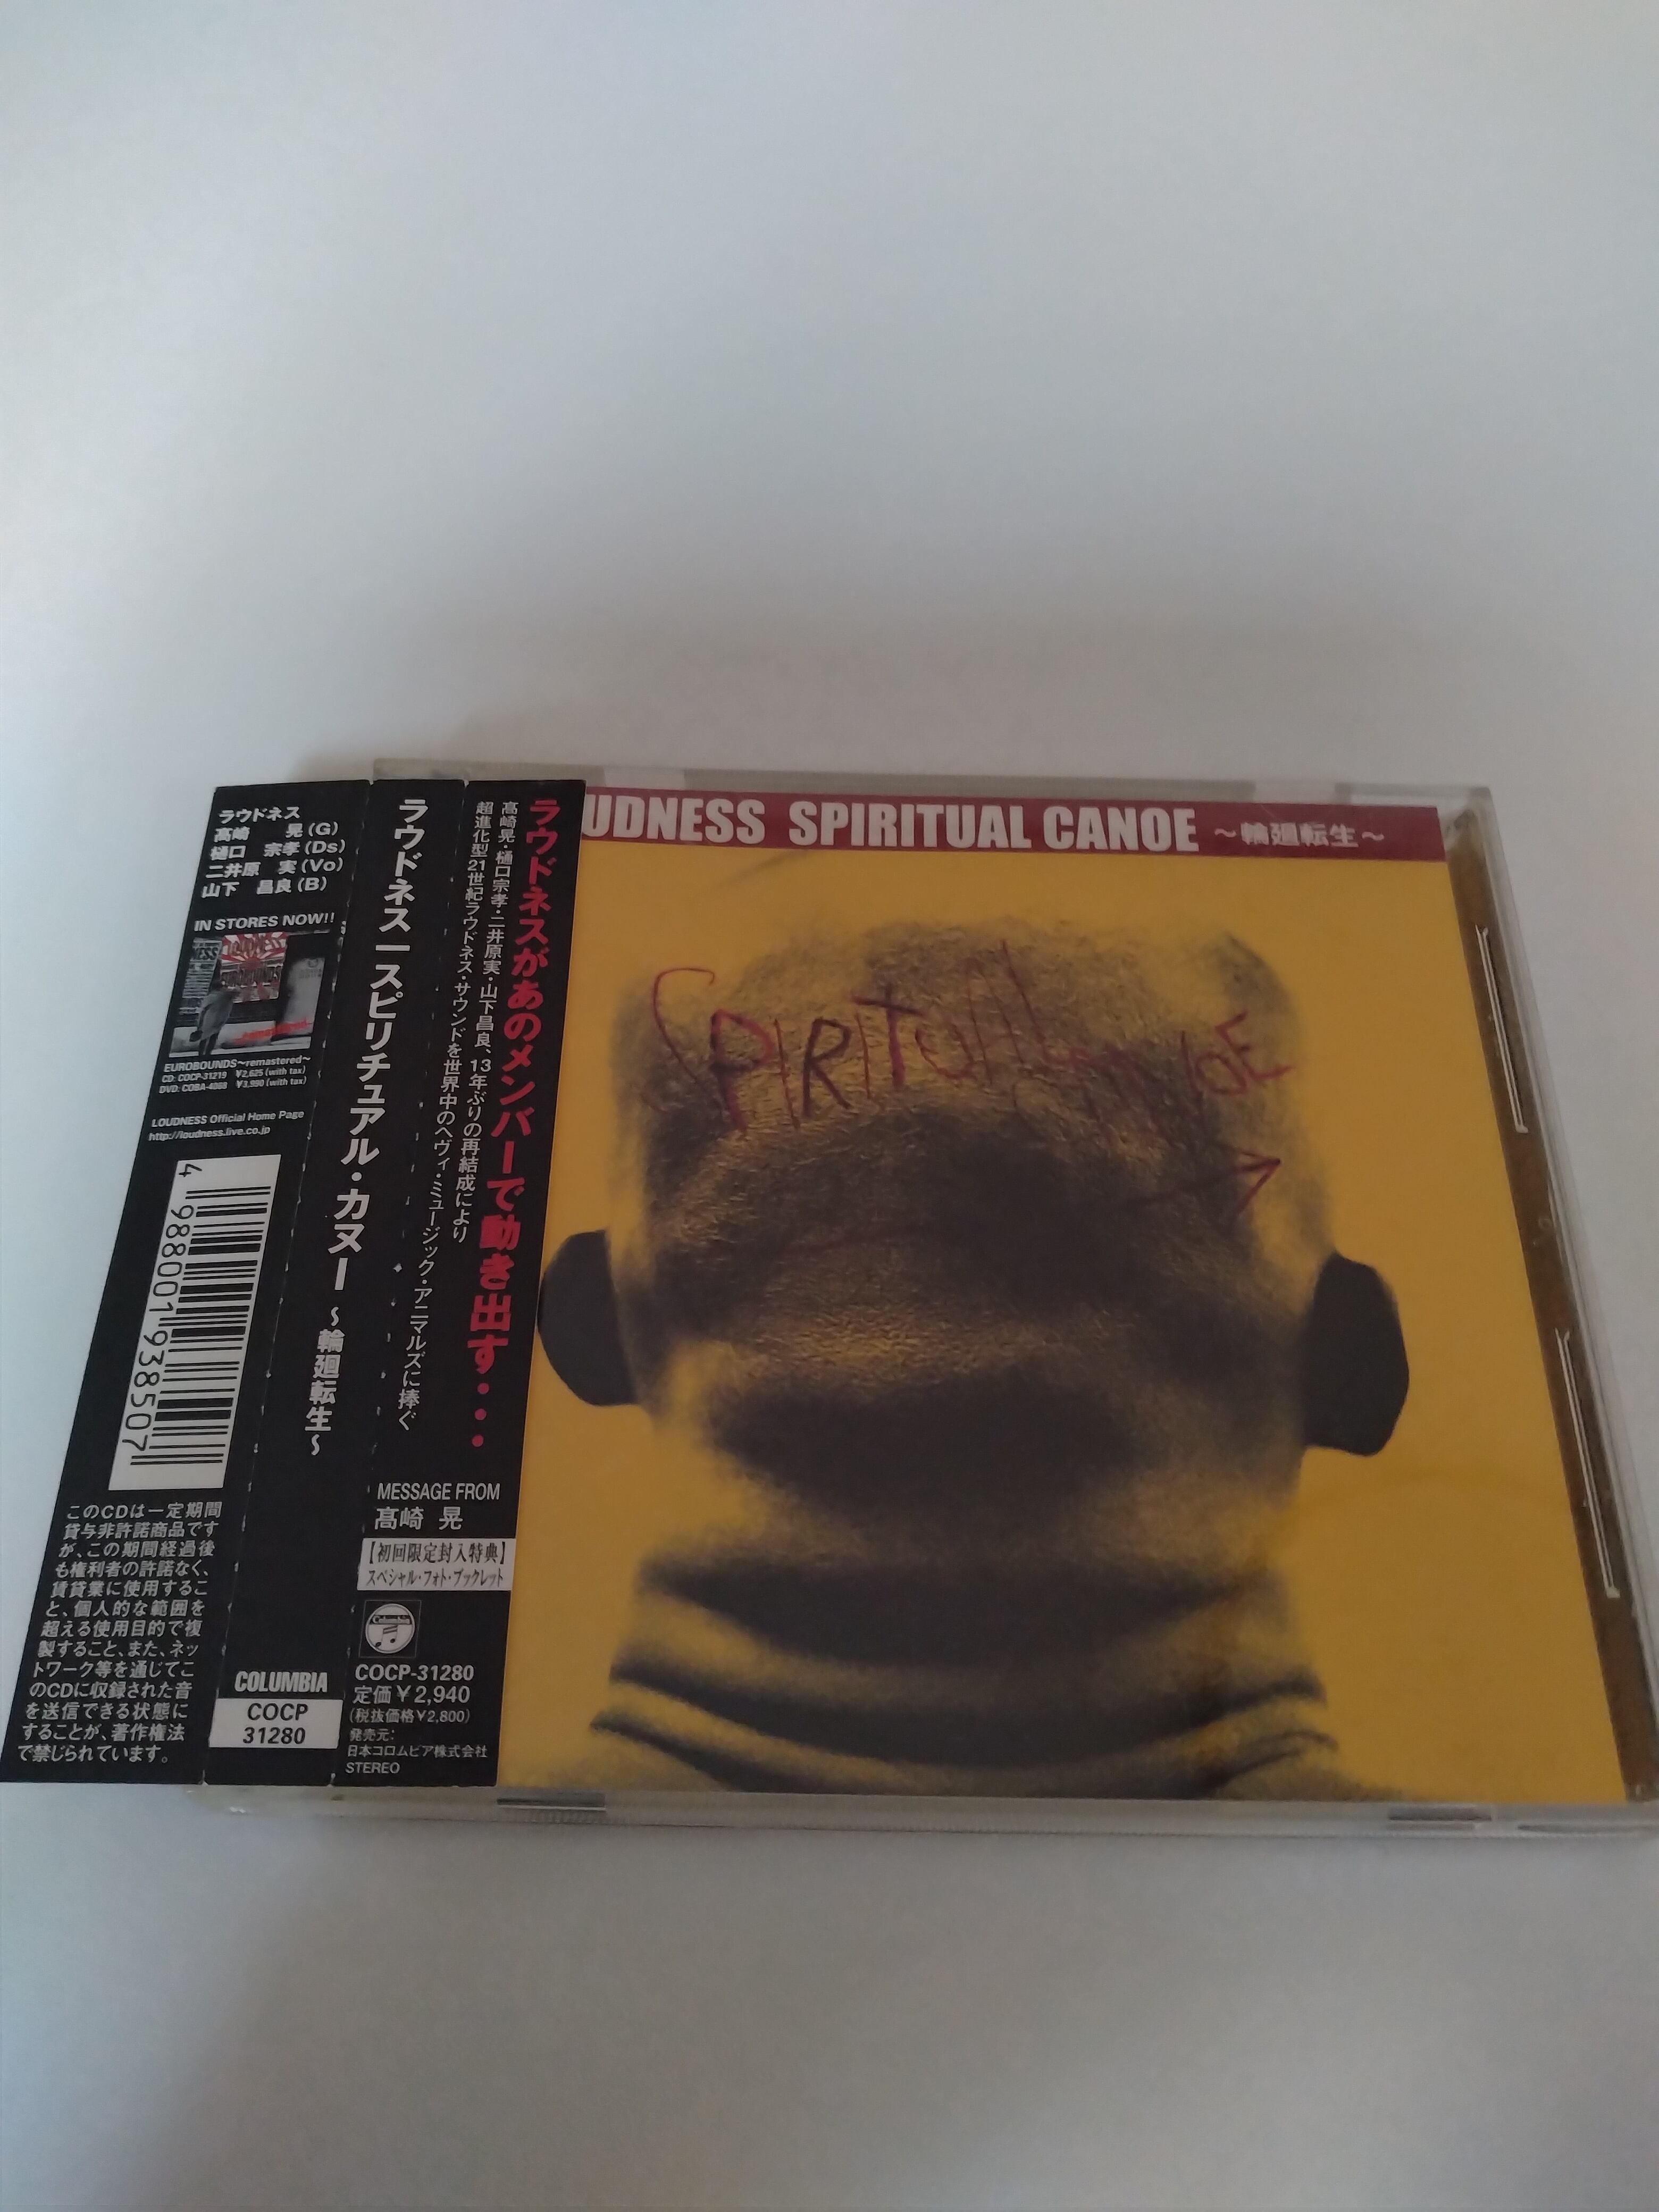 ラウドネス
高崎　晃(G)
樋口　宗孝(Ds)
二井原　実(Vo)
山下　昌良(B)
IN STORES NOW!!
LOUDNESS
EUROBOUNDS
EUROBOUNDS〜remastered〜
CD: COCP-31219　¥2,625 (with tax)
DVD: COBA-4068　¥3,990 (with tax)
LOUDNESS Official Home Page
http://loudness.live.co.jp
4 988001 938507
このCDは一定期間
貸与非許諾商品です
が、この期間経過後
も権利者の許諾なく、
賃貸業に使用するこ
と、個人的な範囲を
超える使用目的で複
製すること、また、ネッ
トワーク等を通じてこ
のCDに収録された音
を送信できる状態に
することが、著作権法
で禁じられています。
ラウドネス｜スピリチュアル・カヌー 〜輪廻転生〜
COLUMBIA
COCP
31280
ラウドネスがあのメンバーで動き出す・・・
高崎晃・樋口宗孝・二井原実・山下昌良、13年ぶりの再結成により
超進化型21世紀ラウドネス・サウンドを世界中のヘヴィ・ミュージック・アニマルズに捧ぐ
MESSAGE FROM
高崎 晃
【初回限定封入特典】
スペシャル・フォト・ブックレット
Columbia
COCP-31280
定価¥2,940
(税抜価格¥2,800)
発売元:
日本コロムビア株式会社
STEREO
UDNESS SPIRITUAL CANOE 〜輪廻転生〜
SPIRITUAL